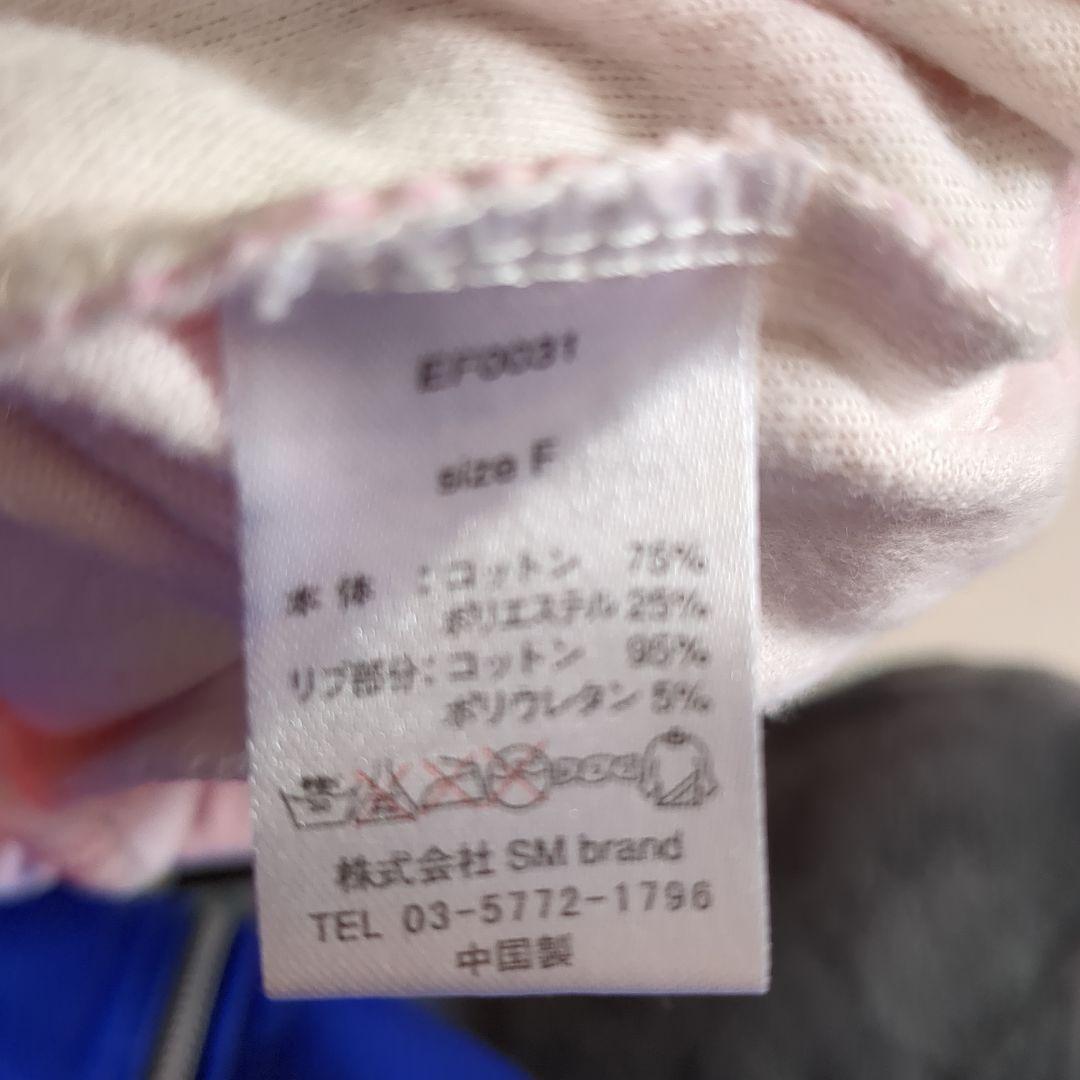 EF0031
size F
本体 : コットン 75%
ポリエステル 25%
リブ部分: コットン 95%
ポリウレタン 5%
株式会社 SM brand
TEL 03-5772-1796
中国製